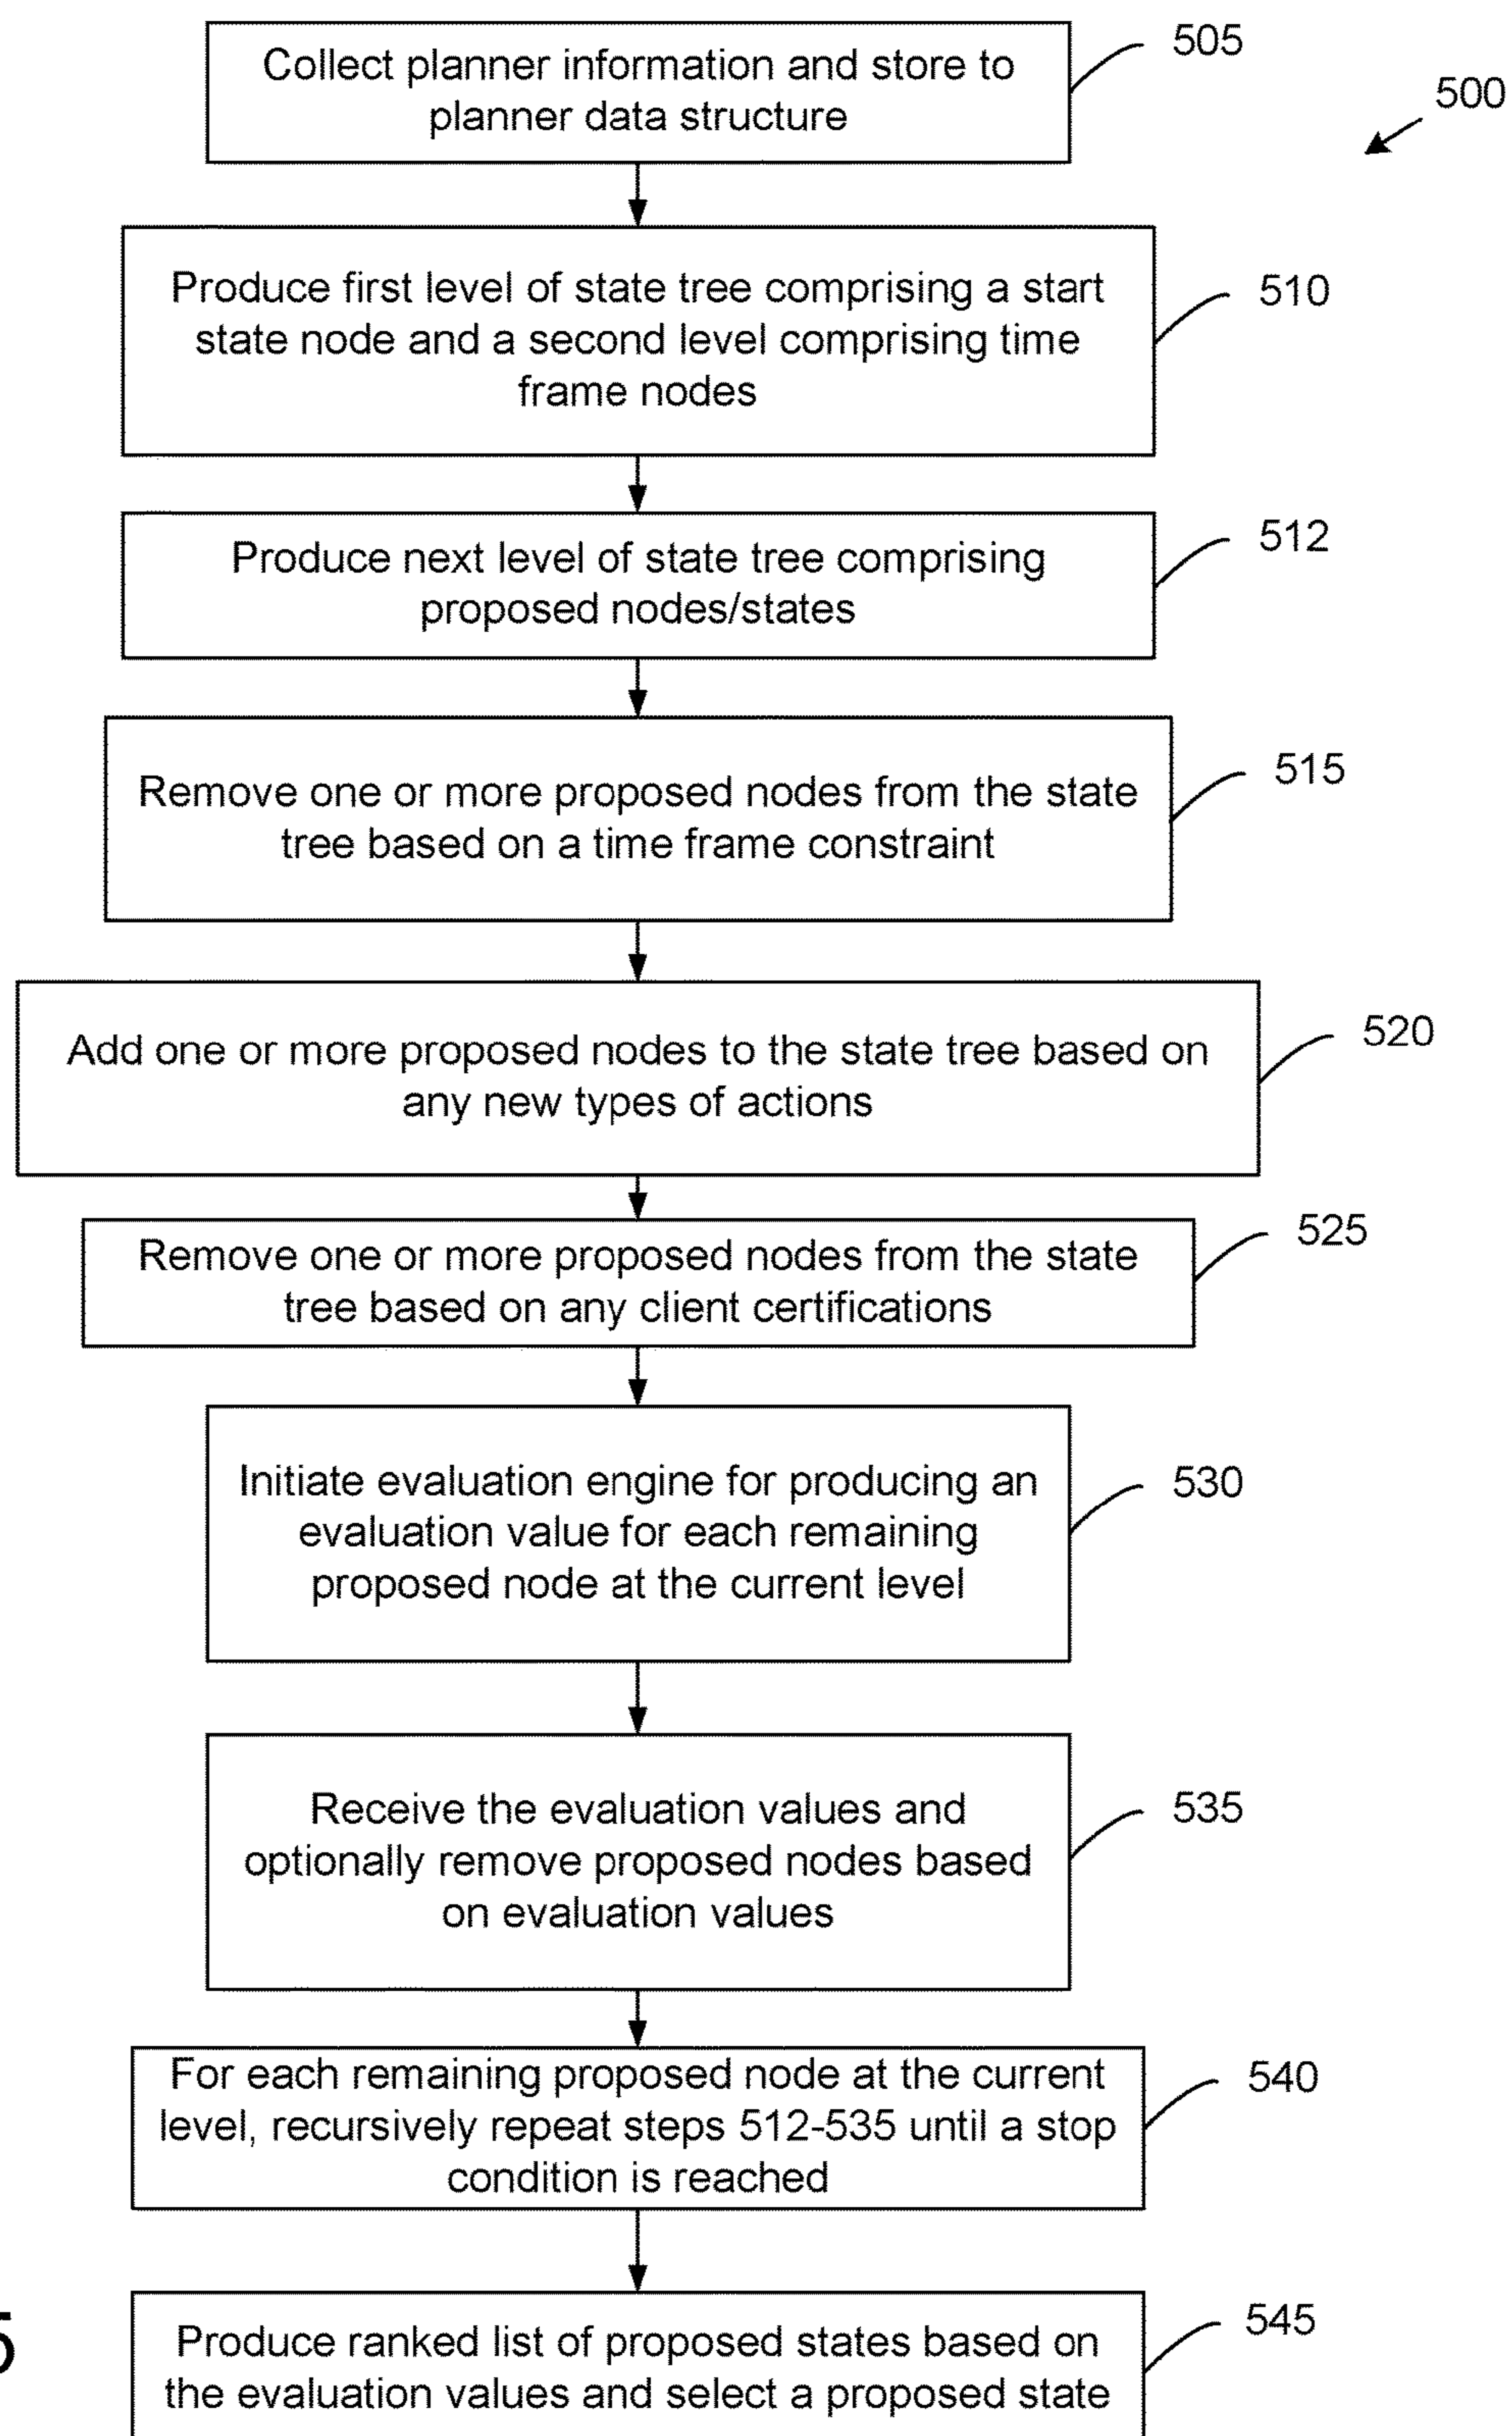 Collect planner information and store to
planner data structure
505
500
Produce first level of state tree comprising a start
state node and a second level comprising time
frame nodes
510
Produce next level of state tree comprising
proposed nodes/states
512
Remove one or more proposed nodes from the state
tree based on a time frame constraint
515
Add one or more proposed nodes to the state tree based on
any new types of actions
520
Remove one or more proposed nodes from the state
tree based on any client certifications
525
Initiate evaluation engine for producing an
evaluation value for each remaining
proposed node at the current level
530
Receive the evaluation values and
optionally remove proposed nodes based
on evaluation values
535
For each remaining proposed node at the current
level, recursively repeat steps 512-535 until a stop
condition is reached
540
Produce ranked list of proposed states based on
the evaluation values and select a proposed state
545